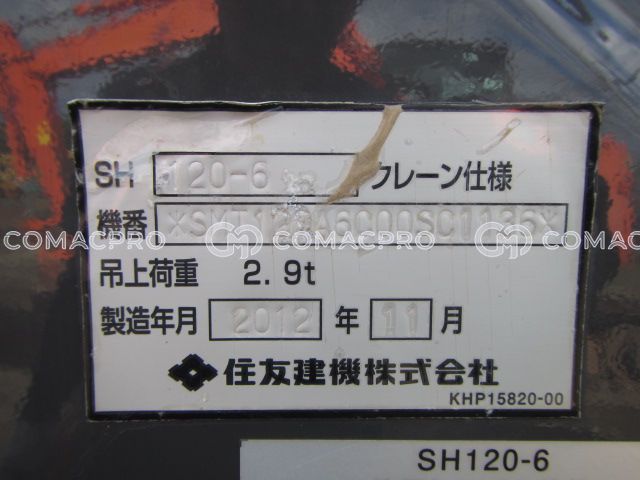 SH 120-6 クレーン仕様
機番
吊上荷重 2.9t
製造年月 2012 年 11 月
住友建機株式会社
KHP15820-00
SH120-6
COMACPRO COMACPRO COMACPRO